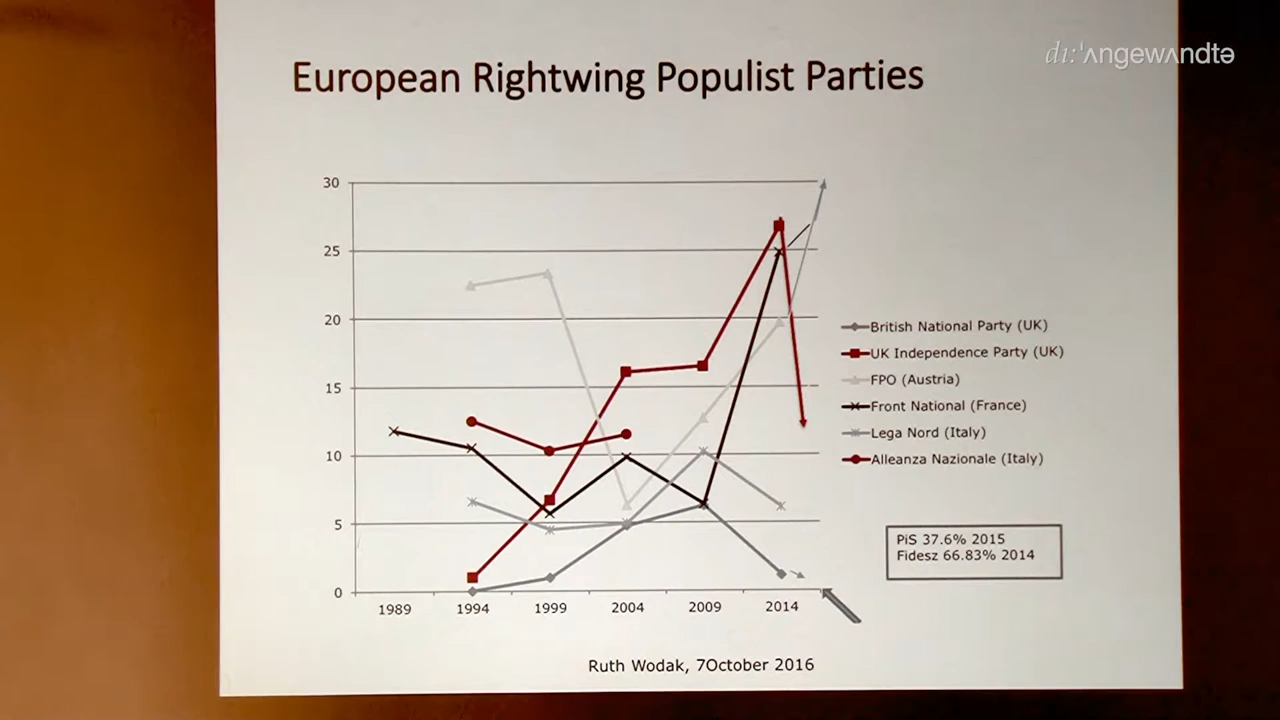 di:'ʌngewʌndtə
European Rightwing Populist Parties
30
25
20
15
10
5
0
1989 1994 1999 2004 2009 2014
British National Party (UK)
UK Independence Party (UK)
FPO (Austria)
Front National (France)
Lega Nord (Italy)
Alleanza Nazionale (Italy)
PiS 37.6% 2015
Fidesz 66.83% 2014
Ruth Wodak, 7October 2016